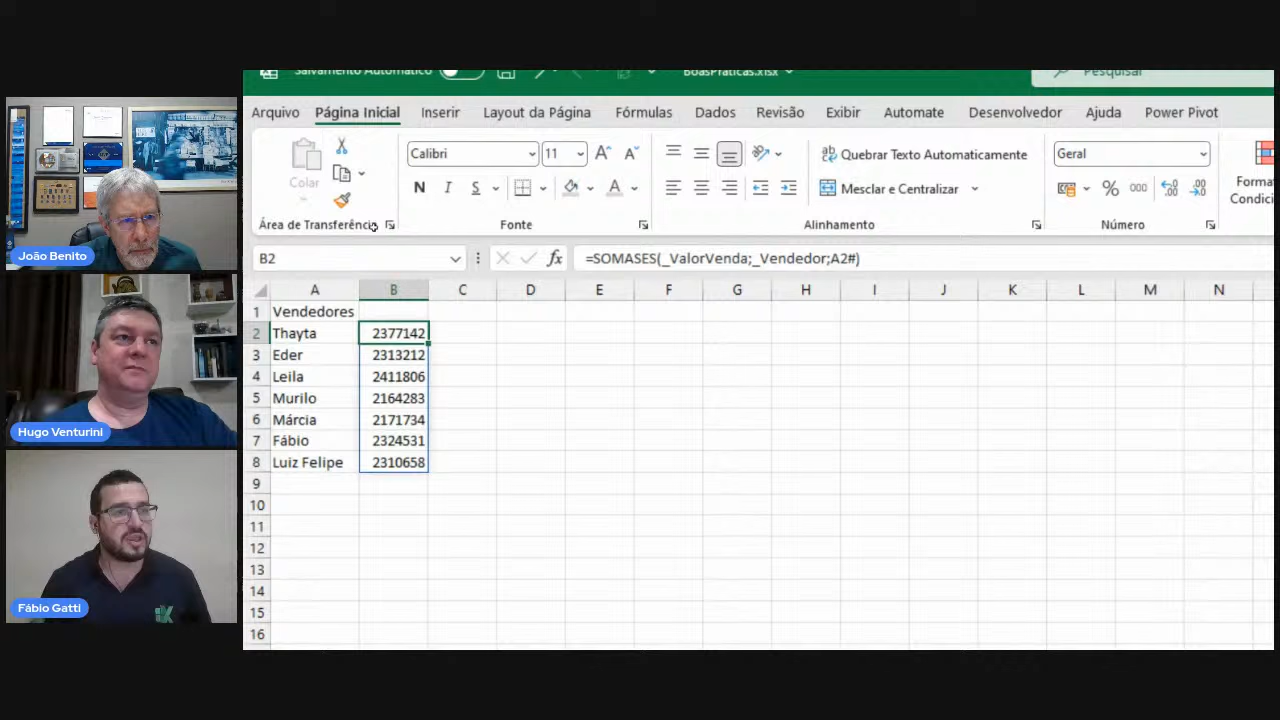 João Benito
Hugo Venturini
Fábio Gatti
Salvamento Automático
BoasPraticas.xlsx
Pesquisar
Arquivo Página Inicial Inserir Layout da Página Fórmulas Dados Revisão Exibir Automate Desenvolvedor Ajuda Power Pivot
Colar
Calibri 11
N I S A
Quebrar Texto Automaticamente
Mesclar e Centralizar
Geral
% 000
Área de Transferência Fonte Alinhamento Número
B2 fx =SOMASES(_ValorVenda;_Vendedor;A2#)
A B C D E F G H I J K L M N
1 Vendedores
2 Thayta 2377142
3 Eder 2313212
4 Leila 2411806
5 Murilo 2164283
6 Márcia 2171734
7 Fábio 2324531
8 Luiz Felipe 2310658
9
10
11
12
13
14
15
16